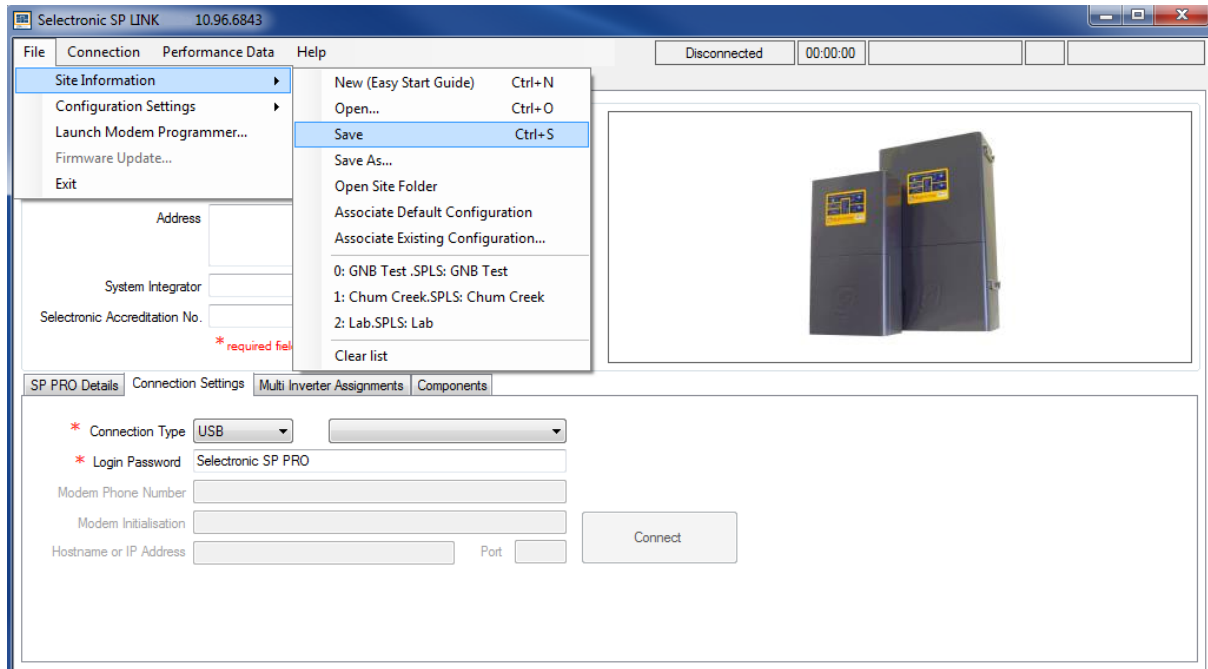 Selectronic SP LINK 10.96.6843
File Connection Performance Data Help Disconnected 00:00:00
Site Information
Configuration Settings
Launch Modem Programmer...
Firmware Update...
Exit
New (Easy Start Guide) Ctrl+N
Open... Ctrl+O
Save Ctrl+S
Save As...
Open Site Folder
Associate Default Configuration
Associate Existing Configuration...
0: GNB Test .SPLS: GNB Test
1: Chum Creek.SPLS: Chum Creek
2: Lab.SPLS: Lab
Clear list
Address
System Integrator
Selectronic Accreditation No.
* required
SP PRO Details Connection Settings Multi Inverter Assignments Components
* Connection Type USB
* Login Password Selectronic SP PRO
Modem Phone Number
Modem Initialisation
Hostname or IP Address Port
Connect